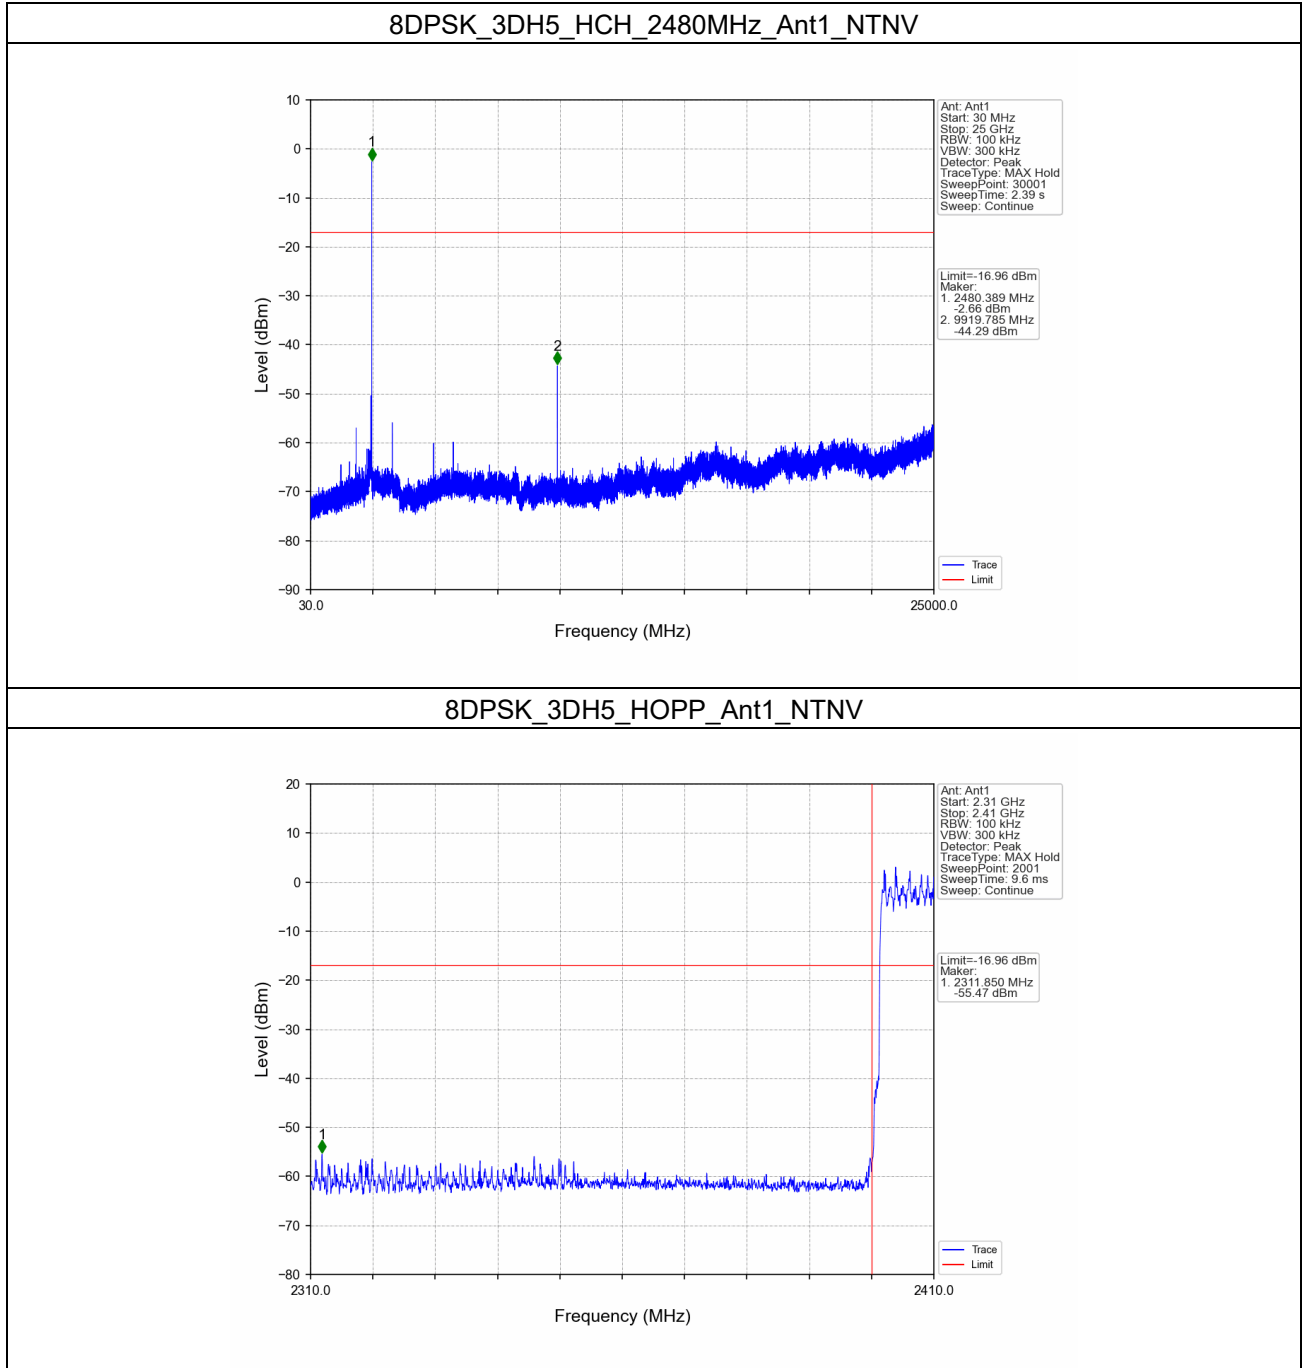 8DPSK_3DH5_HCH_2480MHz_Ant1_NTNV
10
0
−10
−20
−30
−40
−50
−60
−70
−80
−90
Level (dBm)
1
2
30.0
25000.0
Frequency (MHz)
Ant: Ant1
Start: 30 MHz
Stop: 25 GHz
RBW: 100 kHz
VBW: 300 kHz
Detector: Peak
TraceType: MAX Hold
SweepPoint: 30001
SweepTime: 2.39 s
Sweep: Continue
Limit=-16.96 dBm
Maker:
1. 2480.389 MHz
-2.66 dBm
2. 9919.785 MHz
-44.29 dBm
Trace
Limit
8DPSK_3DH5_HOPP_Ant1_NTNV
20
10
0
−10
−20
−30
−40
−50
−60
−70
−80
Level (dBm)
1
2310.0
2410.0
Frequency (MHz)
Ant: Ant1
Start: 2.31 GHz
Stop: 2.41 GHz
RBW: 100 kHz
VBW: 300 kHz
Detector: Peak
TraceType: MAX Hold
SweepPoint: 2001
SweepTime: 9.6 ms
Sweep: Continue
Limit=-16.96 dBm
Maker:
1. 2311.850 MHz
-55.47 dBm
Trace
Limit